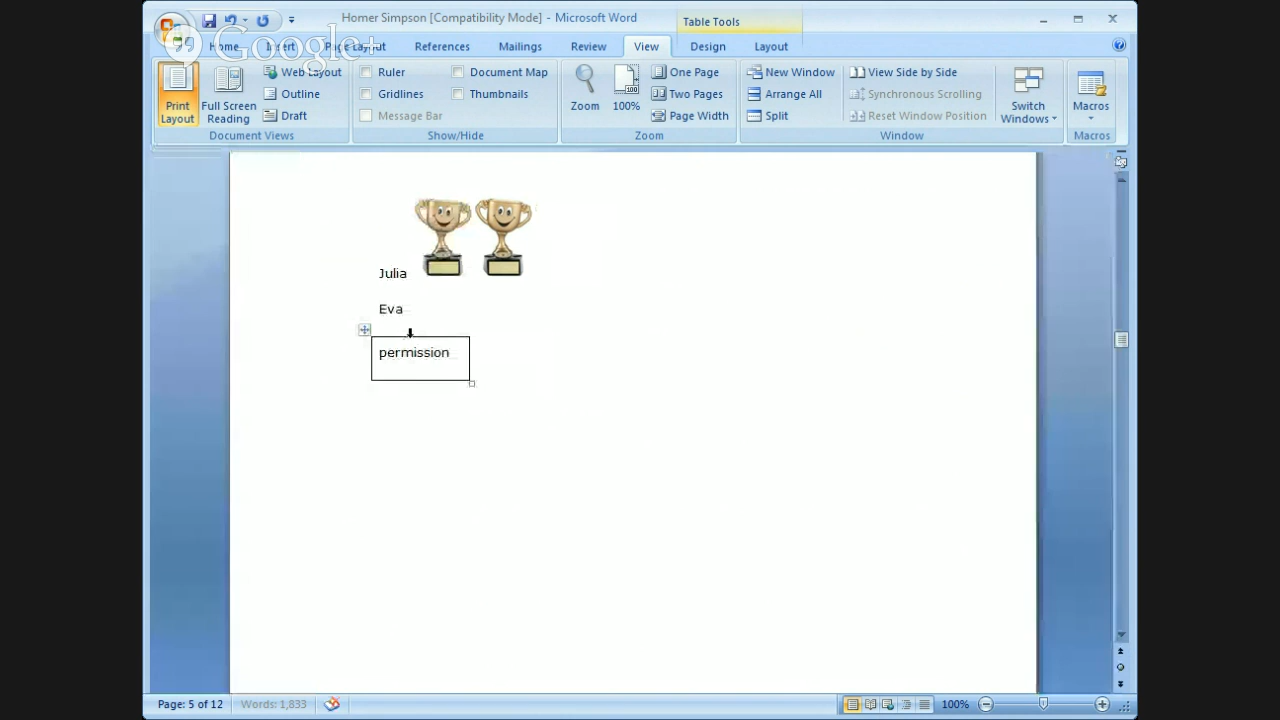 Homer Simpson [Compatibility Mode] - Microsoft Word
Table Tools
Google+
Home Insert Page Layout References Mailings Review View Design Layout
Print Layout
Full Screen Reading
Web Layout
Outline
Draft
Document Views
Ruler
Gridlines
Message Bar
Document Map
Thumbnails
Show/Hide
Zoom
100%
One Page
Two Pages
Page Width
Zoom
New Window
Arrange All
Split
View Side by Side
Synchronous Scrolling
Reset Window Position
Switch Windows
Window
Macros
Macros
Julia
Eva
permission
Page: 5 of 12
Words: 1,833
100%